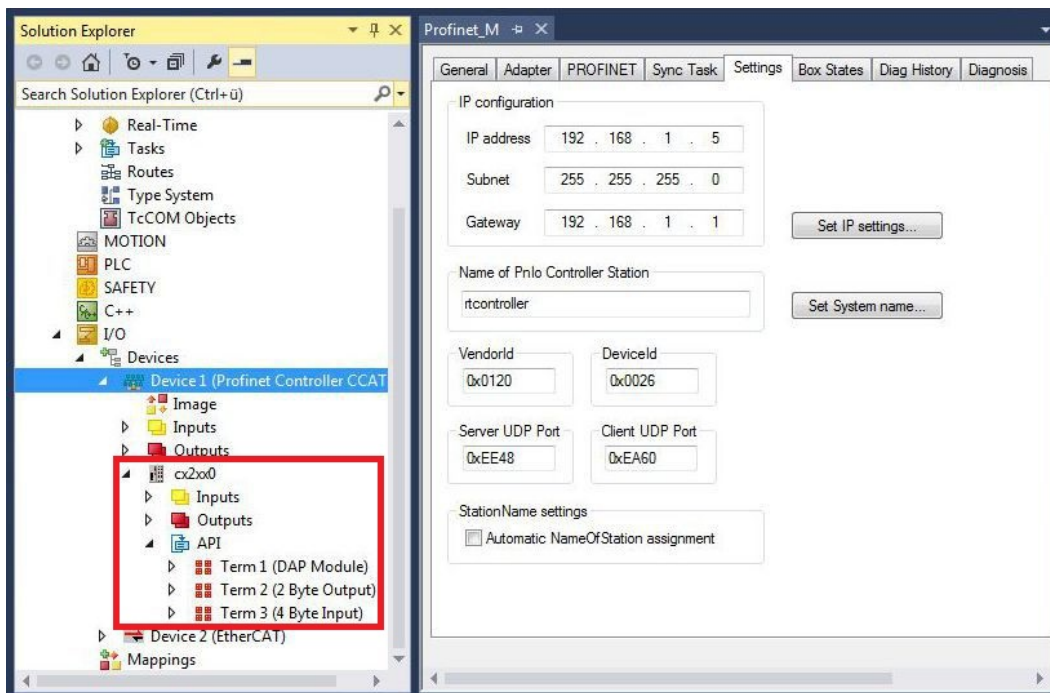 Solution Explorer
Search Solution Explorer (Ctrl+ü)
Real-Time
Tasks
Routes
Type System
TcCOM Objects
MOTION
PLC
SAFETY
C++
I/O
Devices
Device 1 (Profinet Controller CCAT
Image
Inputs
Outputs
cx2xx0
Inputs
Outputs
API
Term 1 (DAP Module)
Term 2 (2 Byte Output)
Term 3 (4 Byte Input)
Device 2 (EtherCAT)
Mappings
Profinet_M
General Adapter PROFINET Sync Task Settings Box States Diag History Diagnosis
IP configuration
IP address 192 . 168 . 1 . 5
Subnet 255 . 255 . 255 . 0
Gateway 192 . 168 . 1 . 1
Set IP settings...
Name of PnIo Controller Station
rtcontroller
Set System name...
VendorId DeviceId
0x0120 0x0026
Server UDP Port Client UDP Port
0xEE48 0xEA60
StationName settings
Automatic NameOfStation assignment